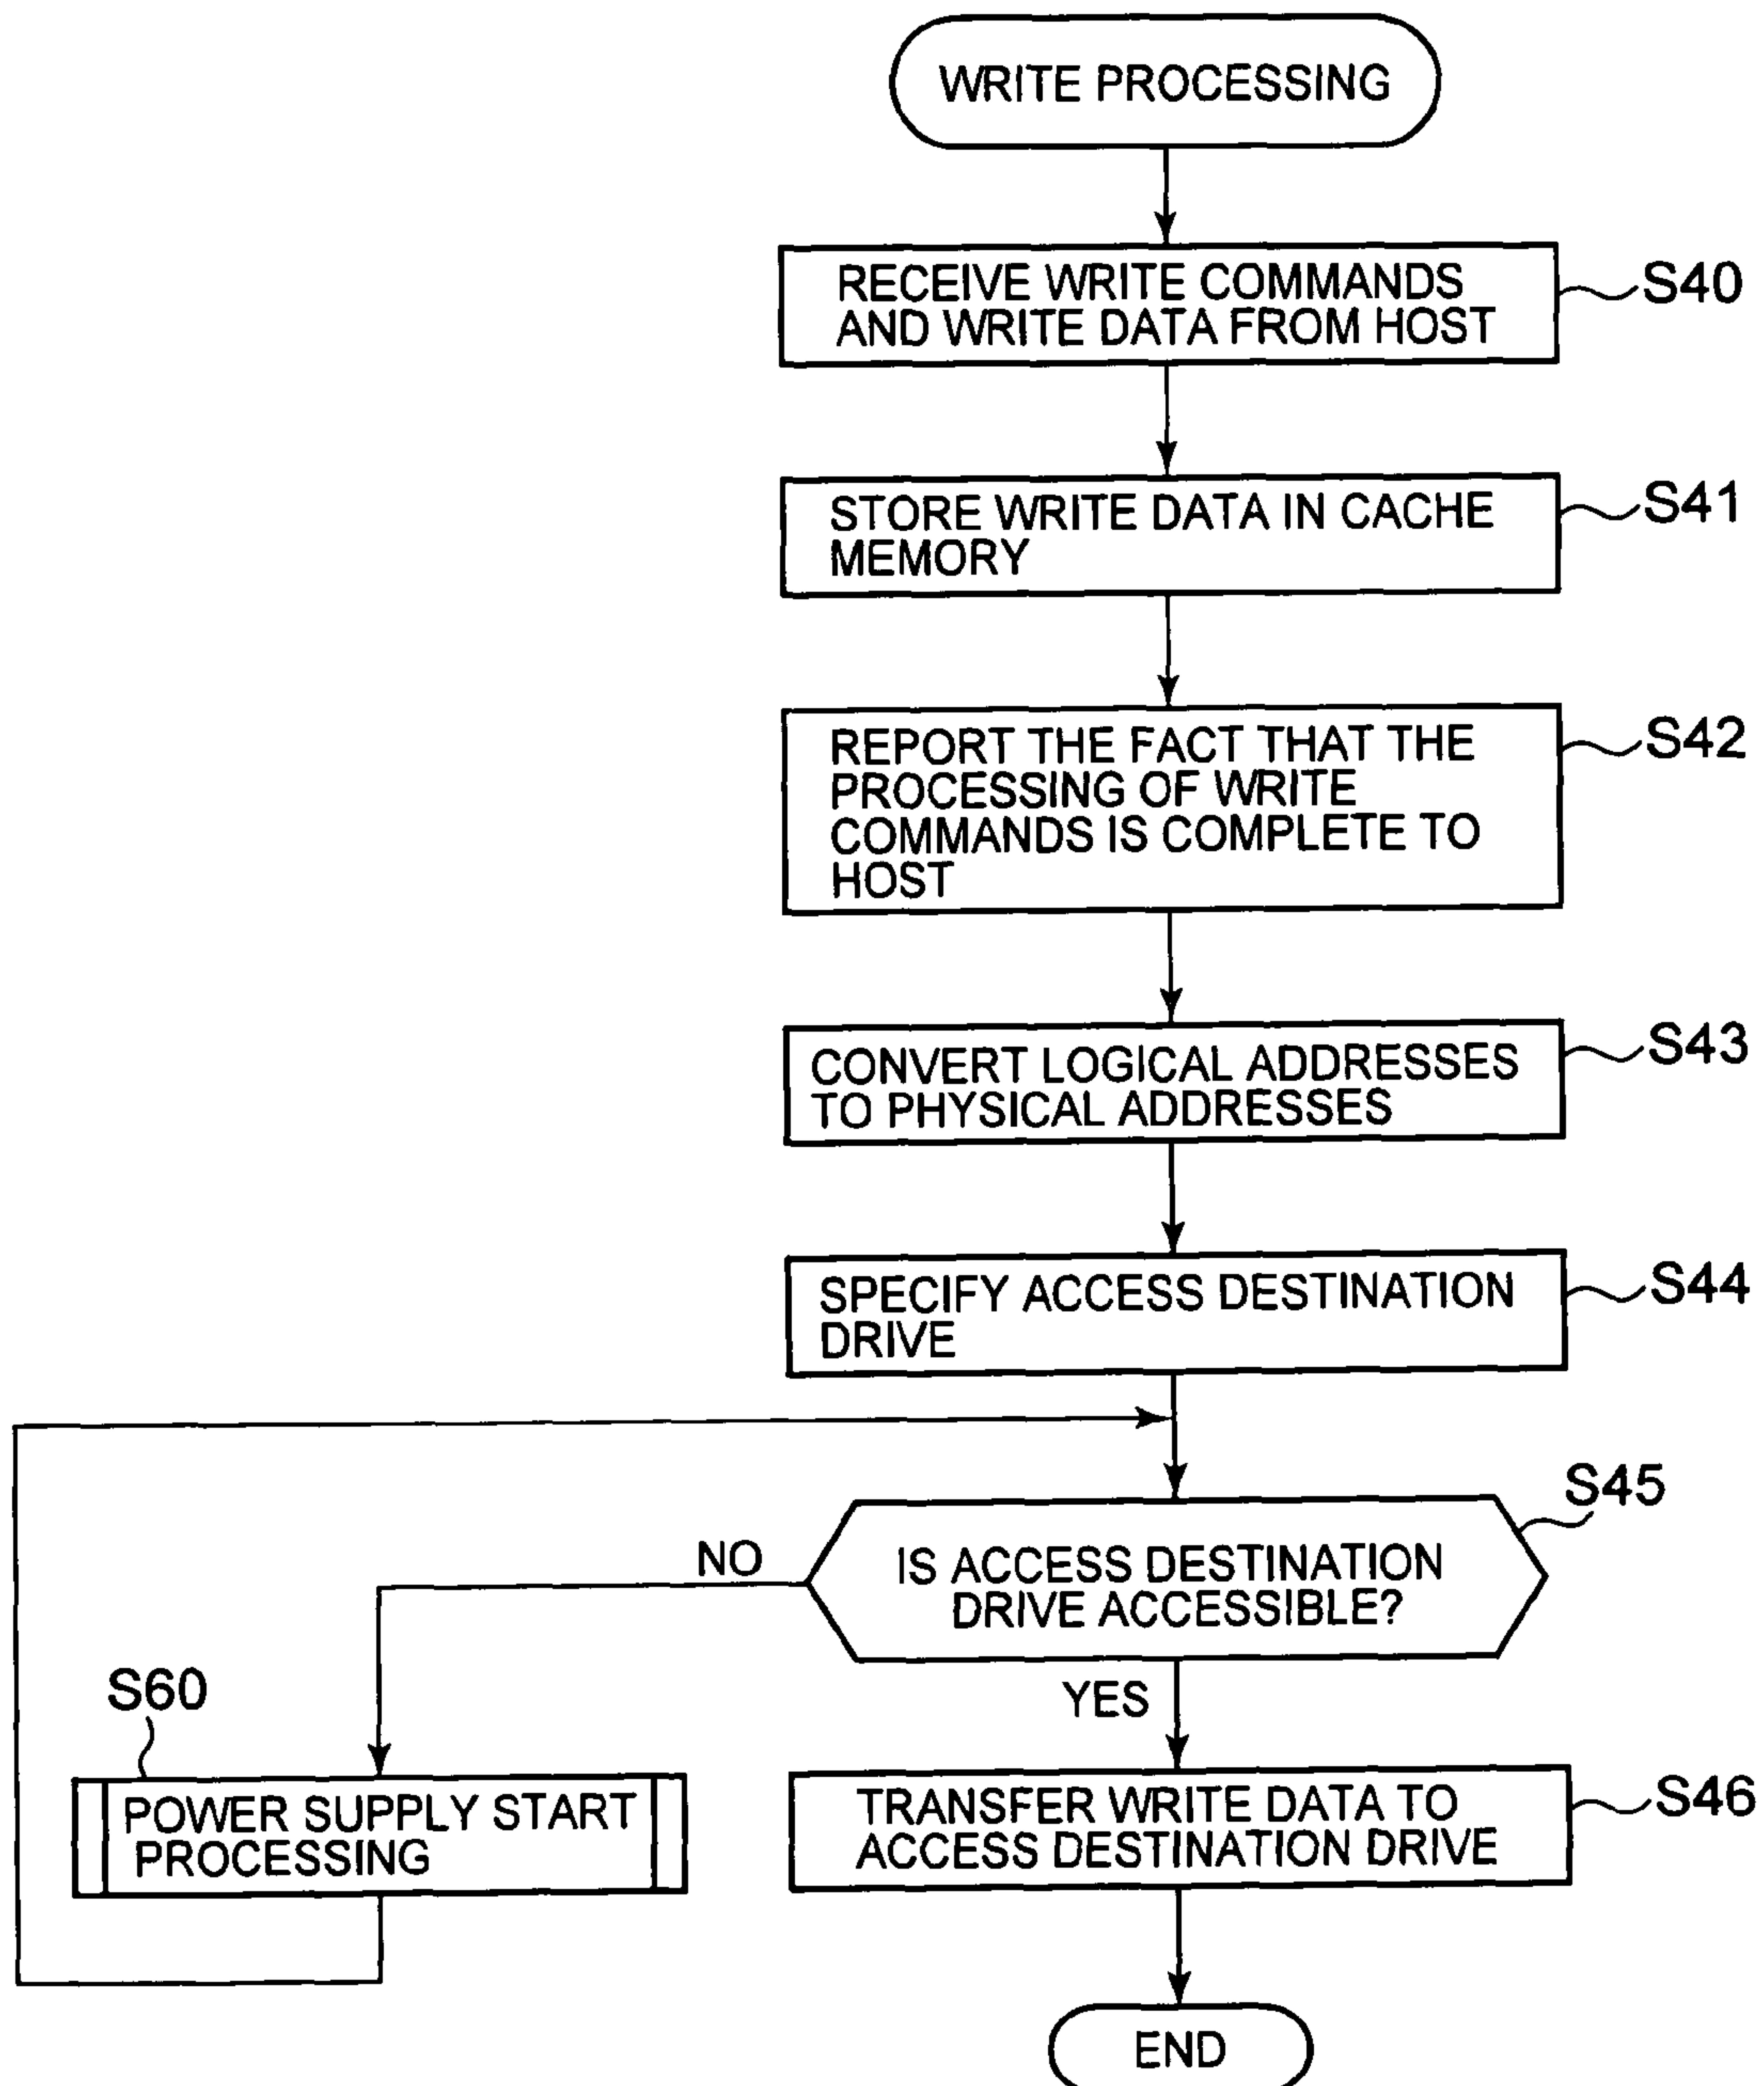 WRITE PROCESSING
RECEIVE WRITE COMMANDS
AND WRITE DATA FROM HOST
S40
STORE WRITE DATA IN CACHE
MEMORY
S41
REPORT THE FACT THAT THE
PROCESSING OF WRITE
COMMANDS IS COMPLETE TO
HOST
S42
CONVERT LOGICAL ADDRESSES
TO PHYSICAL ADDRESSES
S43
SPECIFY ACCESS DESTINATION
DRIVE
S44
S45
NO
IS ACCESS DESTINATION
DRIVE ACCESSIBLE?
YES
S60
POWER SUPPLY START
PROCESSING
TRANSFER WRITE DATA TO
ACCESS DESTINATION DRIVE
S46
END